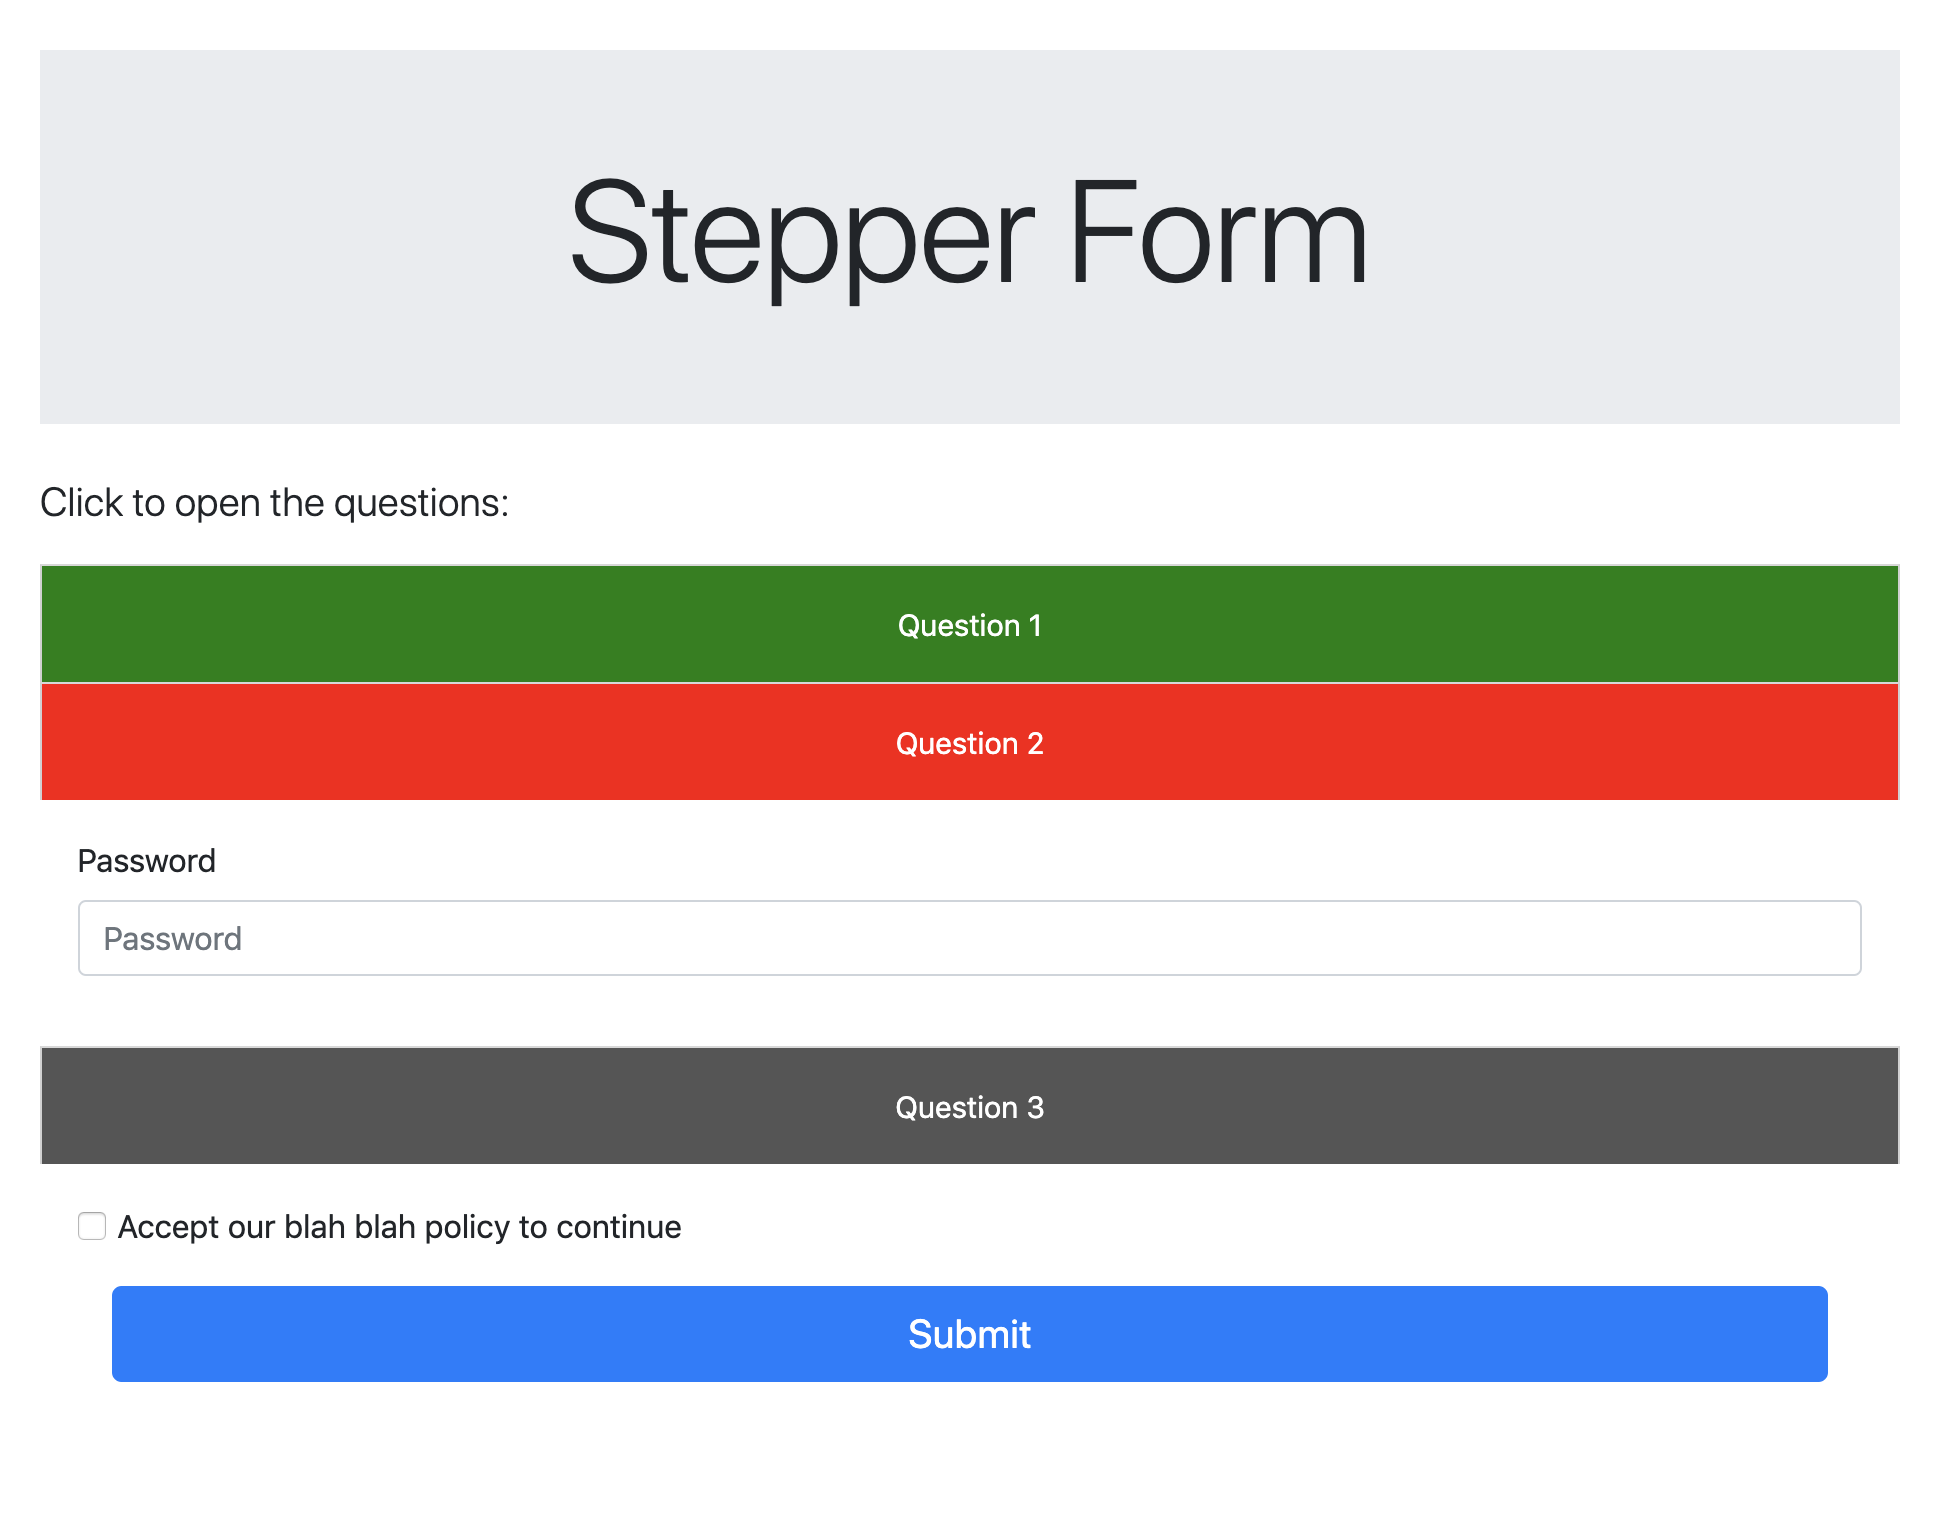 Stepper Form
Click to open the questions:
Question 1
Question 2
Password
Password
Question 3
Accept our blah blah policy to continue
Submit